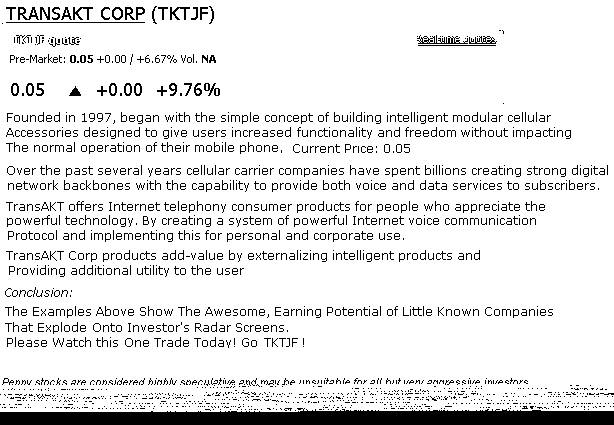 TRANSAKT CORP (TKTJF)
TKTJF quote
Real-time quotes
Pre-Market: 0.05 +0.00 / +6.67% Vol. NA
0.05 ▲ +0.00 +9.76%
Founded in 1997, began with the simple concept of building intelligent modular cellular
Accessories designed to give users increased functionality and freedom without impacting
The normal operation of their mobile phone. Current Price: 0.05
Over the past several years cellular carrier companies have spent billions creating strong digital
network backbones with the capability to provide both voice and data services to subscribers.
TransAKT offers Internet telephony consumer products for people who appreciate the
powerful technology. By creating a system of powerful Internet voice communication
Protocol and implementing this for personal and corporate use.
TransAKT Corp products add-value by externalizing intelligent products and
Providing additional utility to the user
Conclusion:
The Examples Above Show The Awesome, Earning Potential of Little Known Companies
That Explode Onto Investor's Radar Screens.
Please Watch this One Trade Today! Go TKTJF !
Penny stocks are considered highly speculative and may be unsuitable for all but very aggressive investors